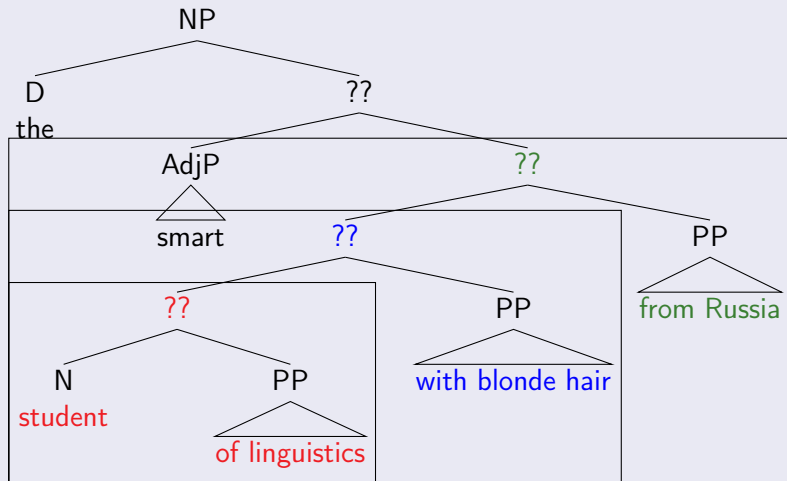 NP
D
the
??
AdjP
smart
??
??
PP
from Russia
??
PP
with blonde hair
N
student
PP
of linguistics